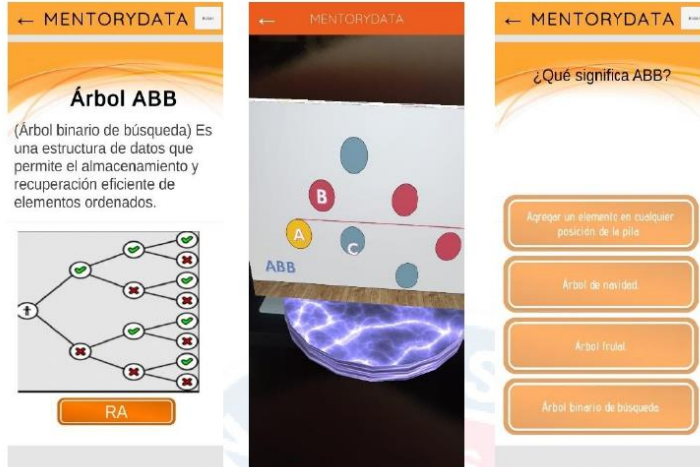 ← MENTORYDATA
Árbol ABB
(Árbol binario de búsqueda) Es
una estructura de datos que
permite el almacenamiento y
recuperación eficiente de
elementos ordenados.
RA
← MENTORYDATA
B
A
C
ABB
← MENTORYDATA
¿Qué significa ABB?
Agregar un elemento en cualquier
posición de la pila
Árbol de navidad.
Árbol frutal.
Árbol binario de búsqueda